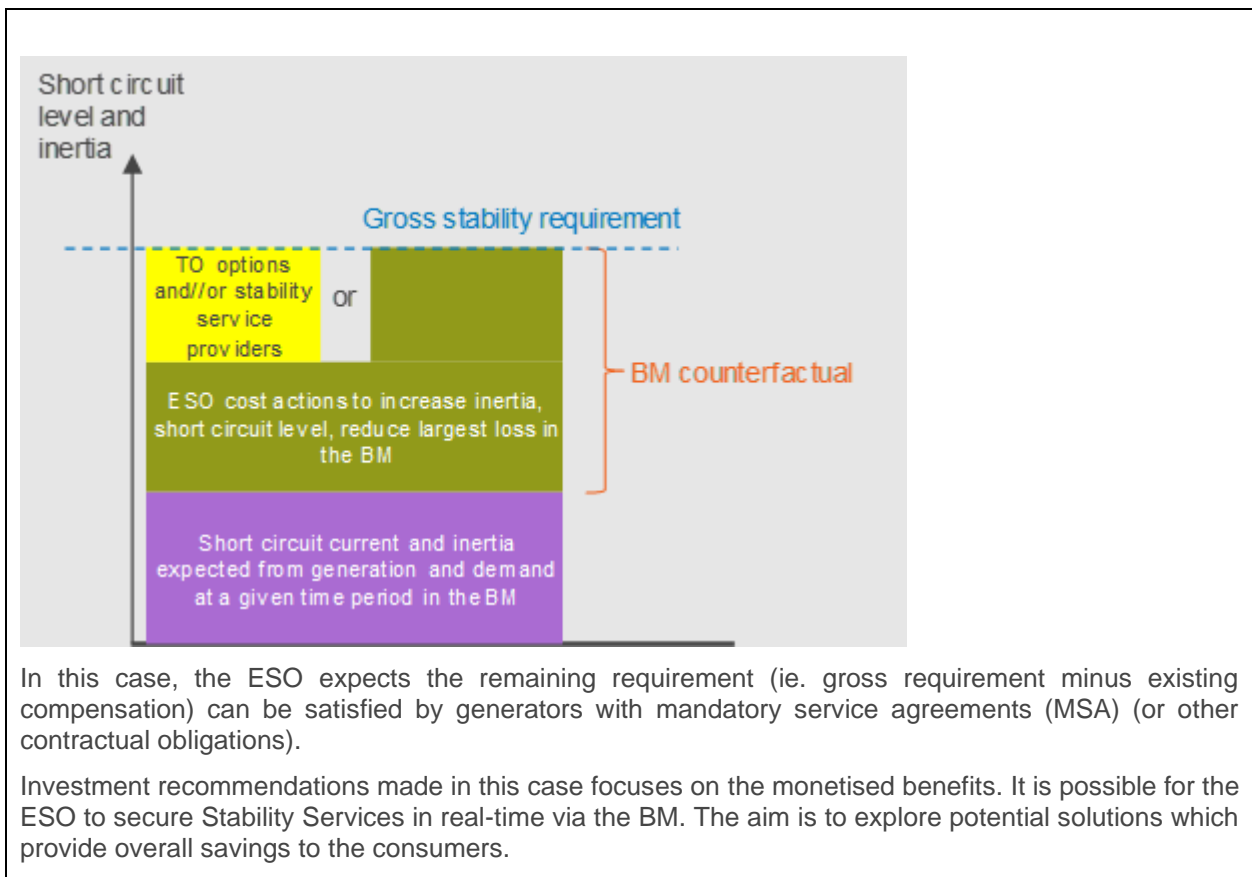 Short circuit
level and
inertia
Gross stability requirement
TO options
and//or stability
service
providers
or
BM counterfactual
ESO cost actions to increase inertia,
short circuit level, reduce largest loss in
the BM
Short circuit current and inertia
expected from generation and demand
at a given time period in the BM
In this case, the ESO expects the remaining requirement (ie. gross requirement minus existing
compensation) can be satisfied by generators with mandatory service agreements (MSA) (or other
contractual obligations).
Investment recommendations made in this case focuses on the monetised benefits. It is possible for the
ESO to secure Stability Services in real-time via the BM. The aim is to explore potential solutions which
provide overall savings to the consumers.